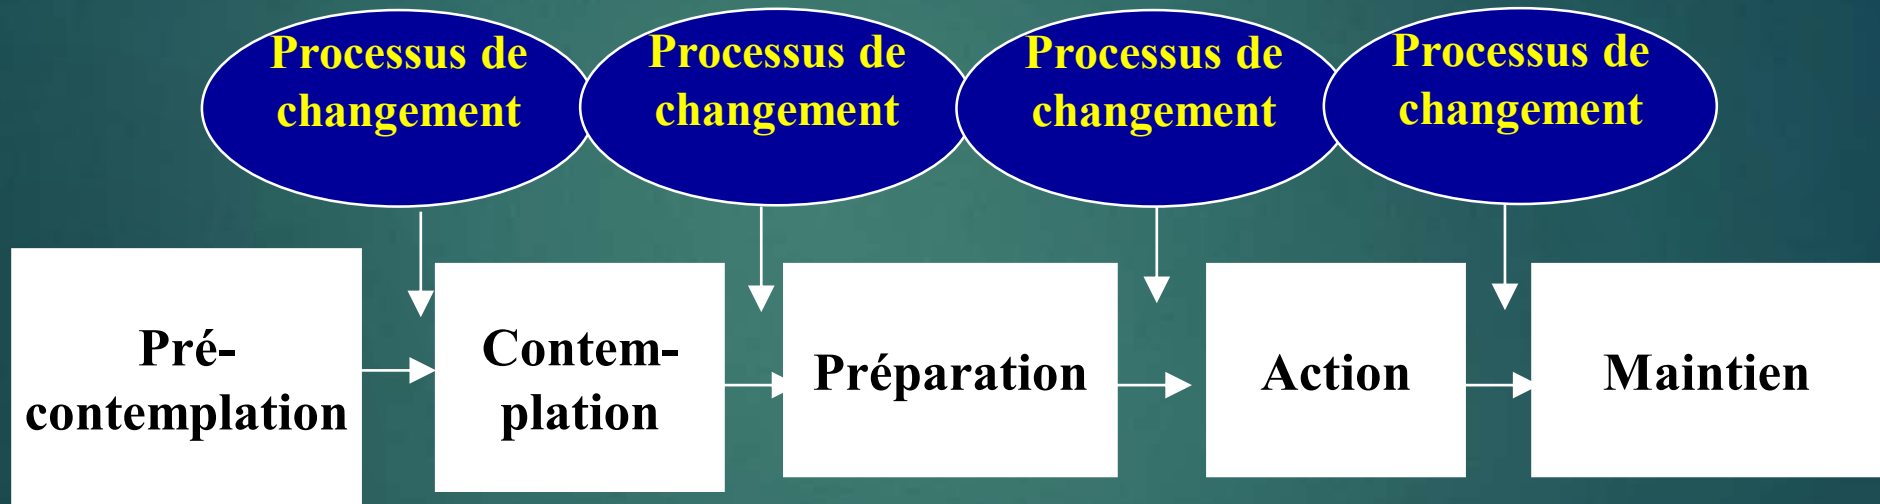 Processus de
changement
Processus de
changement
Processus de
changement
Processus de
changement
Pré-
contemplation
Contem-
plation
Préparation
Action
Maintien